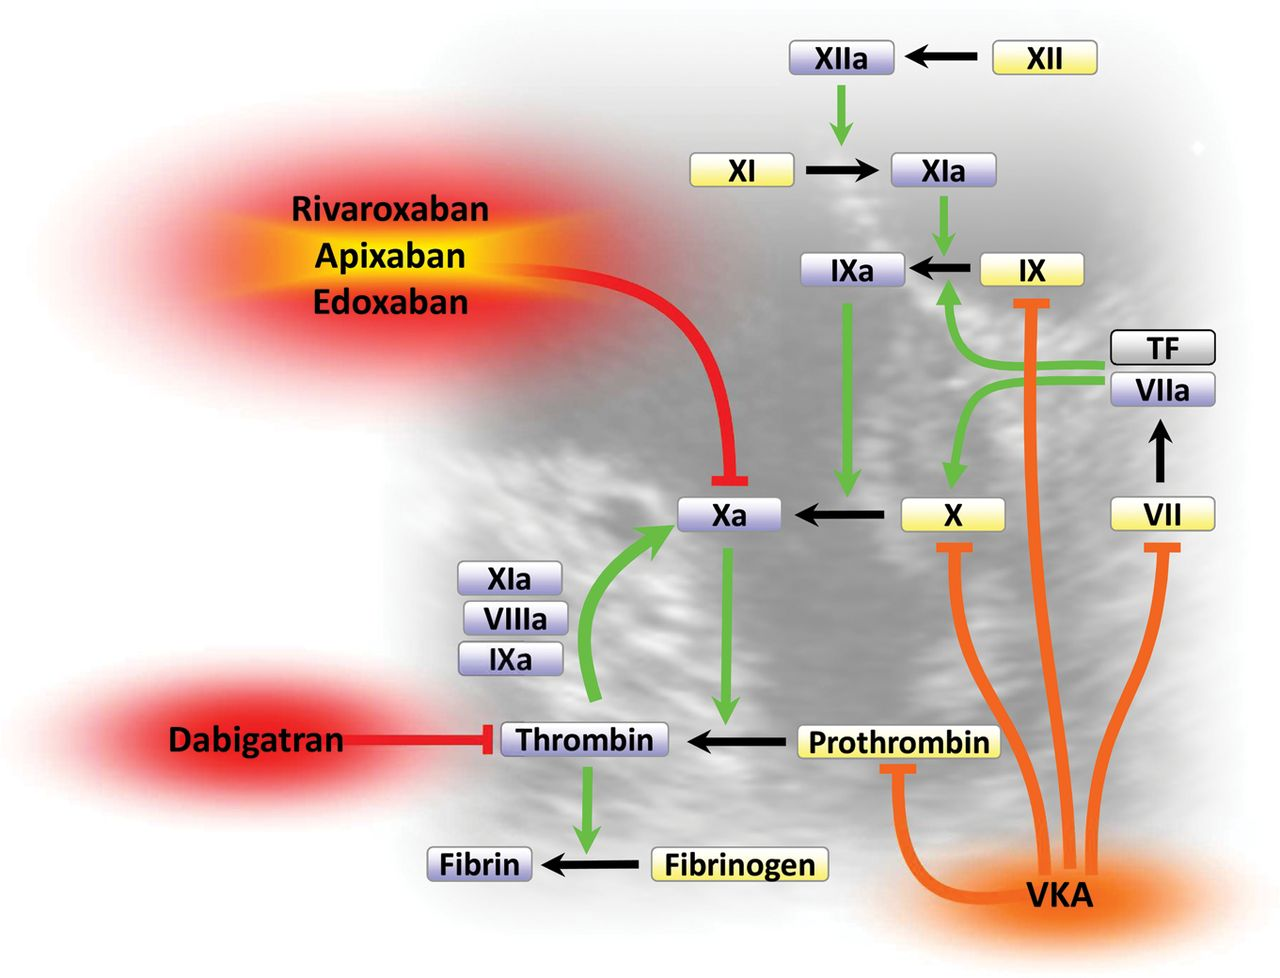 XIIa
XII
XI
XIa
Rivaroxaban
Apixaban
Edoxaban
IXa
IX
TF
VIIa
Xa
X
VII
XIa
VIIIa
IXa
Dabigatran
Thrombin
Prothrombin
Fibrin
Fibrinogen
VKA